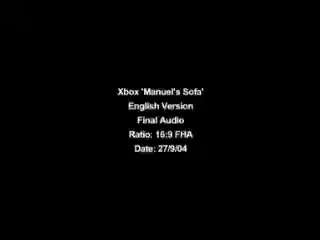 Xbox 'Manuel's Sofa'
English Version
Final Audio
Ratio: 16:9 FHA
Date: 27/9/04